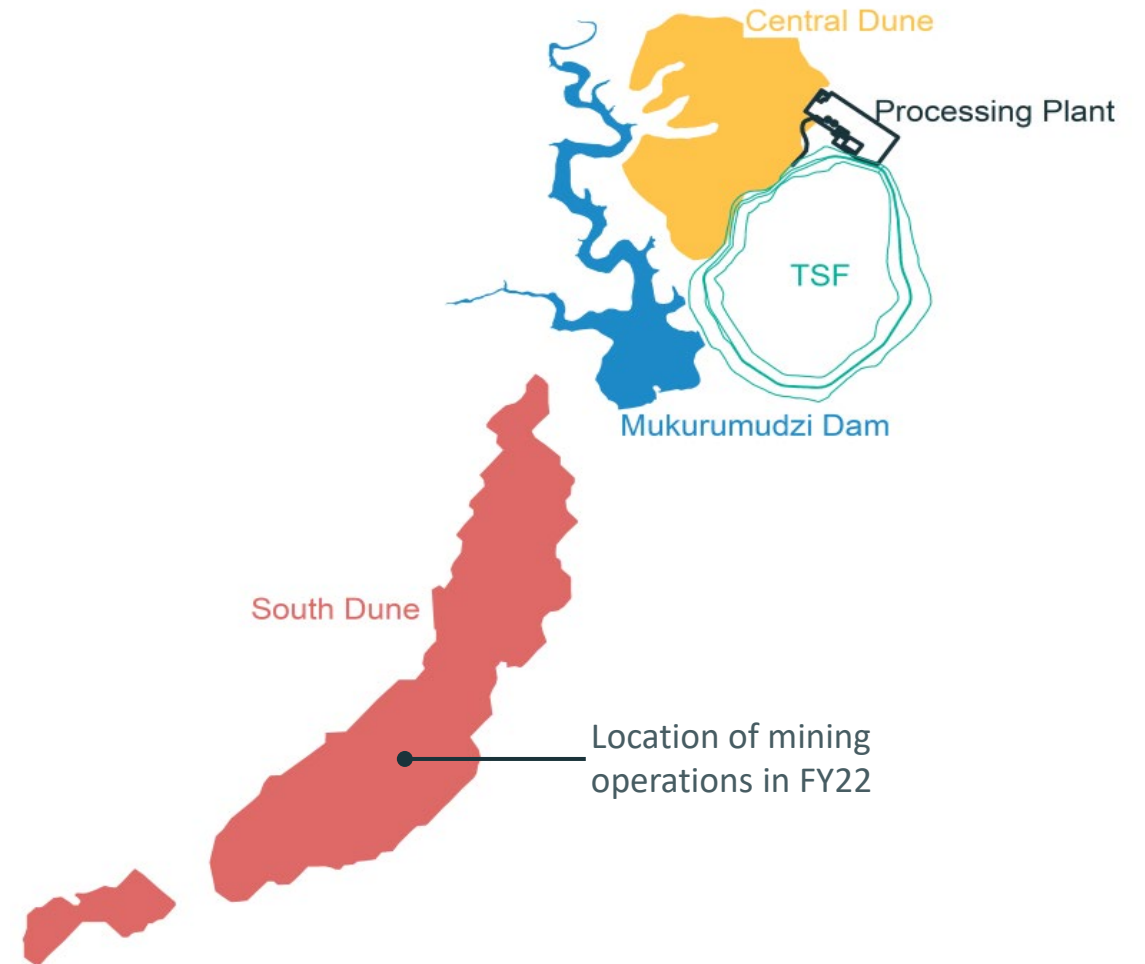 Central Dune
Processing Plant
TSF
Mukurumudzi Dam
South Dune
Location of mining
operations in FY22